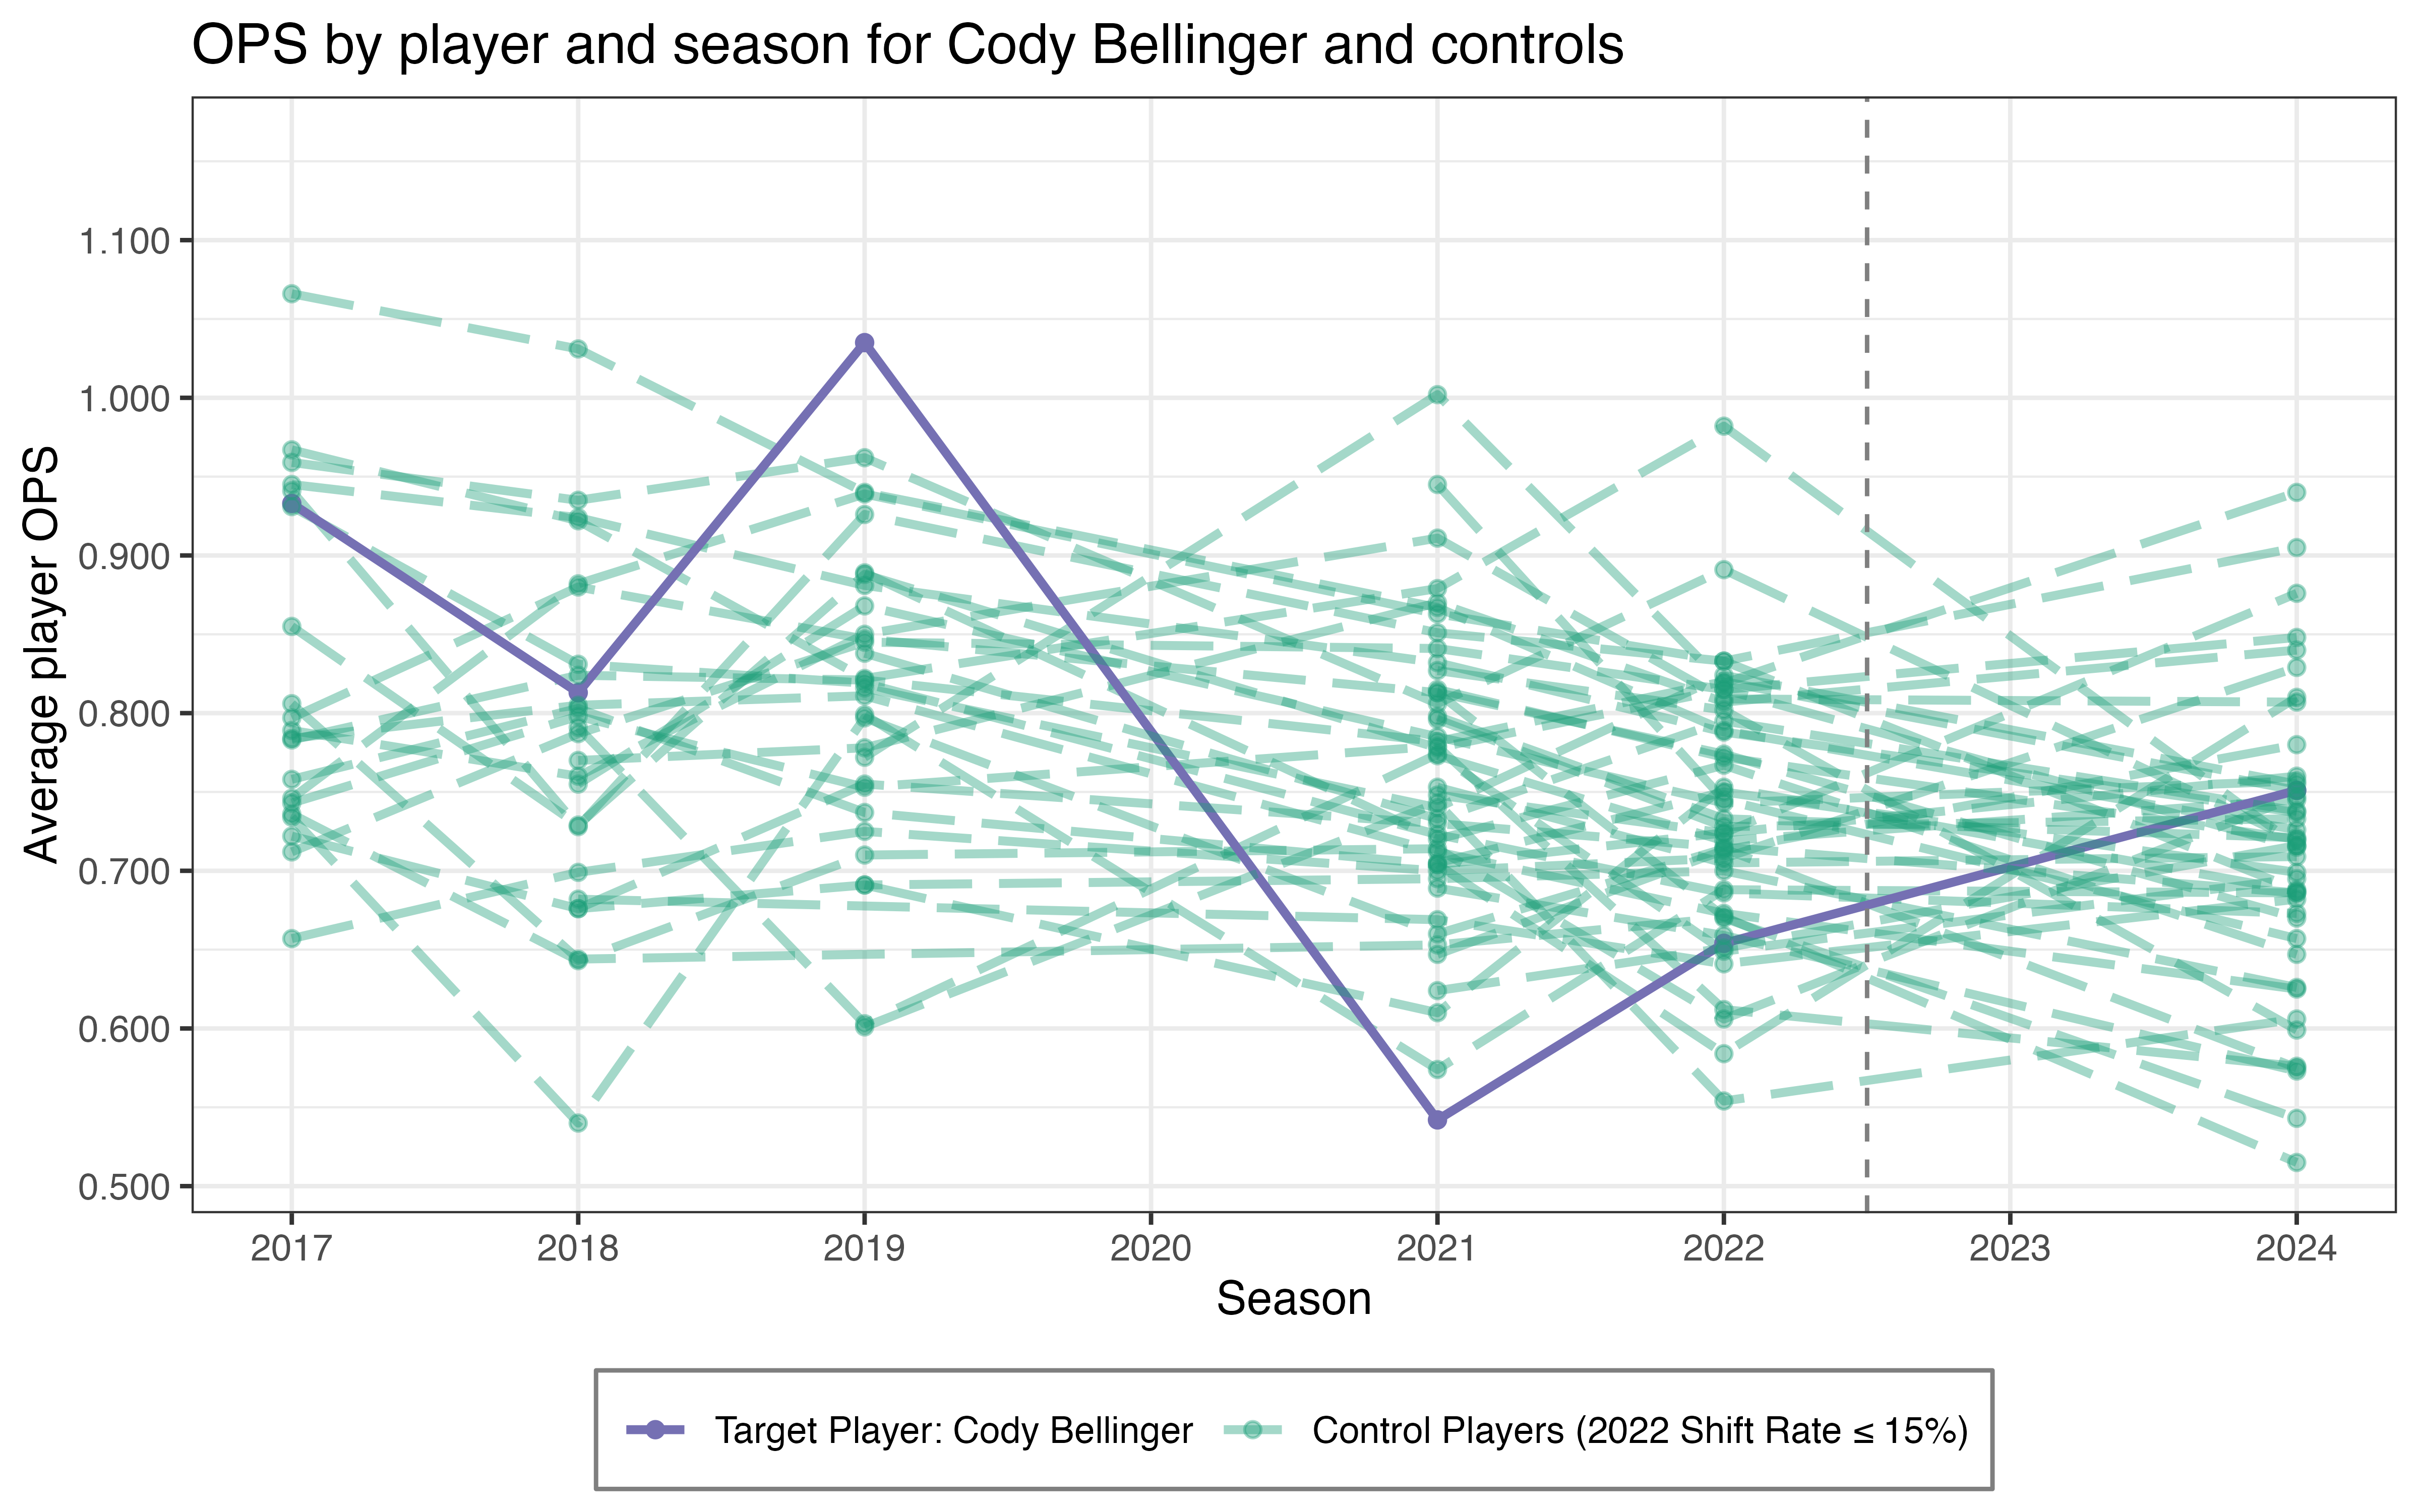 OPS by player and season for Cody Bellinger and controls
Average player OPS
1.100
1.000
0.900
0.800
0.700
0.600
0.500
2017 2018 2019 2020 2021 2022 2023 2024
Season
Target Player: Cody Bellinger Control Players (2022 Shift Rate ≤ 15%)